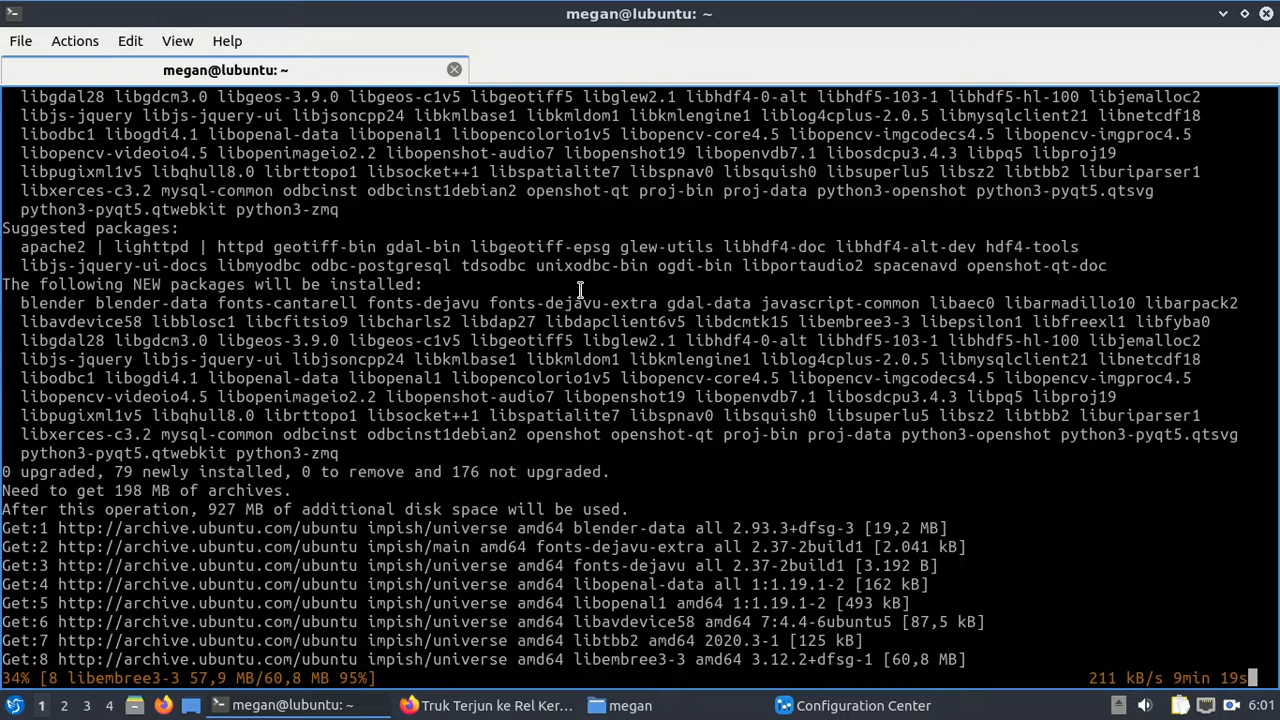 megan@lubuntu: ~
File Actions Edit View Help
megan@lubuntu: ~
libgdal28 libgdcm3.0 libgeos-3.9.0 libgeos-c1v5 libgeotiff5 libglew2.1 libhdf4-0-alt libhdf5-103-1 libhdf5-hl-100 libjemalloc2
libjs-jquery libjs-jquery-ui libjsoncpp24 libkmlbase1 libkmldom1 libkmlengine1 liblog4cplus-2.0.5 libmysqlclient21 libnetcdf18
libodbc1 libogdi4.1 libopenal-data libopenal1 libopencolorio1v5 libopencv-core4.5 libopencv-imgcodecs4.5 libopencv-imgproc4.5
libopencv-videoio4.5 libopenimageio2.2 libopenshot-audio7 libopenshot19 libopenvdb7.1 libosdcpu3.4.3 libpq5 libproj19
libpugixml1v5 libqhull8.0 librttopo1 libsocket++1 libspatialite7 libspnav0 libsquish0 libsuperlu5 libsz2 libtbb2 liburiparser1
libxerces-c3.2 mysql-common odbcinst odbcinst1debian2 openshot-qt proj-bin proj-data python3-openshot python3-pyqt5.qtsvg
python3-pyqt5.qtwebkit python3-zmq
Suggested packages:
apache2 | lighttpd | httpd geotiff-bin gdal-bin libgeotiff-epsg glew-utils libhdf4-doc libhdf4-alt-dev hdf4-tools
libjs-jquery-ui-docs libmyodbc odbc-postgresql tdsodbc unixodbc-bin ogdi-bin libportaudio2 spacenavd openshot-qt-doc
The following NEW packages will be installed:
blender blender-data fonts-cantarell fonts-dejavu fonts-dejavu-extra gdal-data javascript-common libaec0 libarmadillo10 libarpack2
libavdevice58 libblosc1 libcfitsio9 libcharls2 libdap27 libdapclient6v5 libdcmtk15 libembree3-3 libepsilon1 libfreexl1 libfyba0
libgdal28 libgdcm3.0 libgeos-3.9.0 libgeos-c1v5 libgeotiff5 libglew2.1 libhdf4-0-alt libhdf5-103-1 libhdf5-hl-100 libjemalloc2
libjs-jquery libjs-jquery-ui libjsoncpp24 libkmlbase1 libkmldom1 libkmlengine1 liblog4cplus-2.0.5 libmysqlclient21 libnetcdf18
libodbc1 libogdi4.1 libopenal-data libopenal1 libopencolorio1v5 libopencv-core4.5 libopencv-imgcodecs4.5 libopencv-imgproc4.5
libopencv-videoio4.5 libopenimageio2.2 libopenshot-audio7 libopenshot19 libopenvdb7.1 libosdcpu3.4.3 libpq5 libproj19
libpugixml1v5 libqhull8.0 librttopo1 libsocket++1 libspatialite7 libspnav0 libsquish0 libsuperlu5 libsz2 libtbb2 liburiparser1
libxerces-c3.2 mysql-common odbcinst odbcinst1debian2 openshot openshot-qt proj-bin proj-data python3-openshot python3-pyqt5.qtsvg
python3-pyqt5.qtwebkit python3-zmq
0 upgraded, 79 newly installed, 0 to remove and 176 not upgraded.
Need to get 198 MB of archives.
After this operation, 927 MB of additional disk space will be used.
Get:1 http://archive.ubuntu.com/ubuntu impish/universe amd64 blender-data all 2.93.3+dfsg-3 [19,2 MB]
Get:2 http://archive.ubuntu.com/ubuntu impish/main amd64 fonts-dejavu-extra all 2.37-2build1 [2.041 kB]
Get:3 http://archive.ubuntu.com/ubuntu impish/universe amd64 fonts-dejavu all 2.37-2build1 [3.192 B]
Get:4 http://archive.ubuntu.com/ubuntu impish/universe amd64 libopenal-data all 1:1.19.1-2 [162 kB]
Get:5 http://archive.ubuntu.com/ubuntu impish/universe amd64 libopenal1 amd64 1:1.19.1-2 [493 kB]
Get:6 http://archive.ubuntu.com/ubuntu impish/universe amd64 libavdevice58 amd64 7:4.4-6ubuntu5 [87,5 kB]
Get:7 http://archive.ubuntu.com/ubuntu impish/universe amd64 libtbb2 amd64 2020.3-1 [125 kB]
Get:8 http://archive.ubuntu.com/ubuntu impish/universe amd64 libembree3-3 amd64 3.12.2+dfsg-1 [60,8 MB]
34% [8 libembree3-3 57,9 MB/60,8 MB 95%] 211 kB/s 9min 19s
1 2 3 4 megan@lubuntu: ~ Truk Terjun ke Rel Ker... megan Configuration Center 6:01